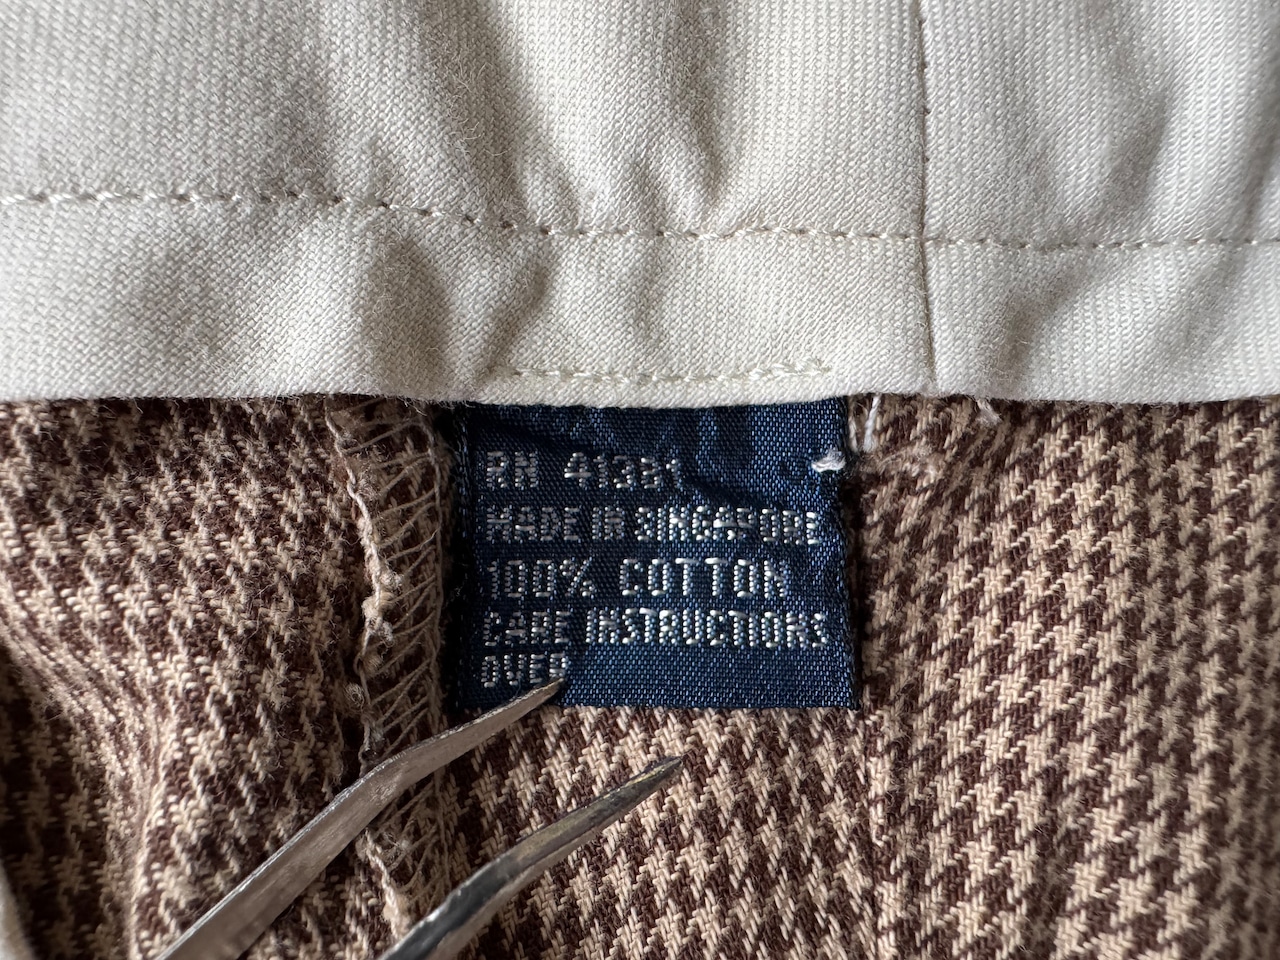 RN 41381
MADE IN SINGAPORE
100% COTTON
CARE INSTRUCTIONS
OVER